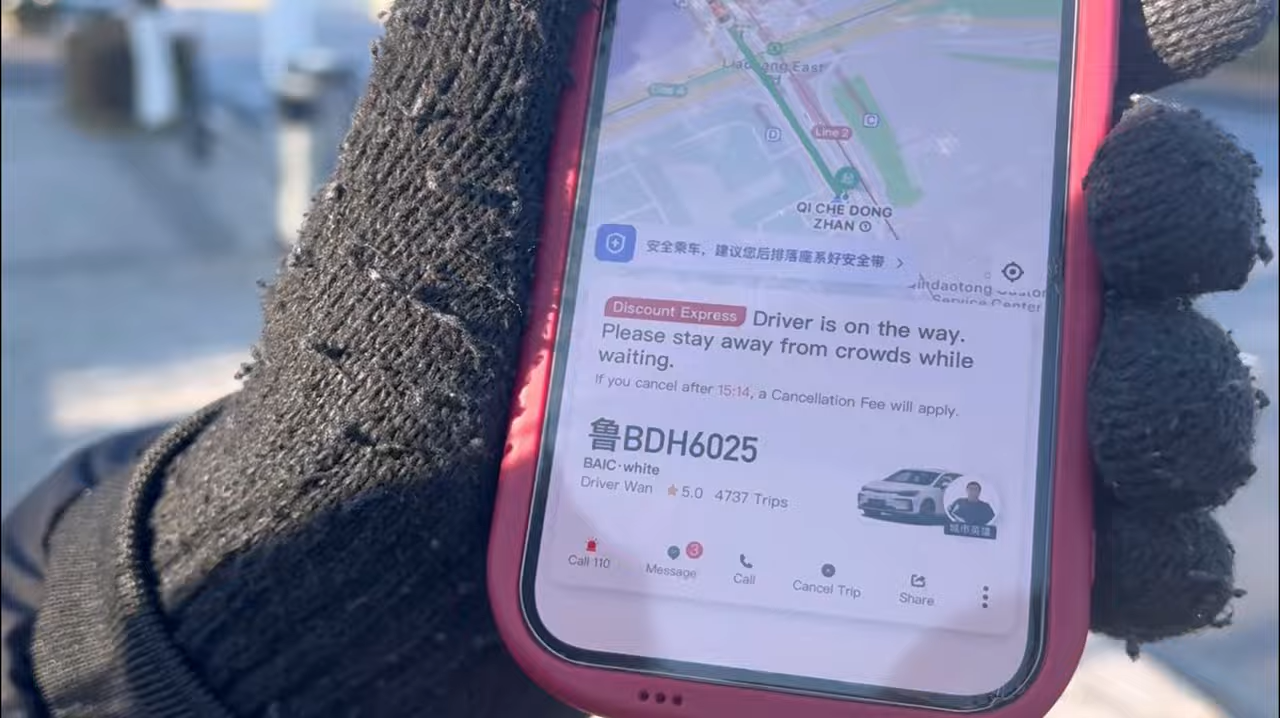 Line 2
QI CHE DONG
ZHAN
安全乘车，建议您后排落座系好安全带 >
Service Center
Discount Express Driver is on the way.
Please stay away from crowds while
waiting.
If you cancel after 15:14, a Cancellation Fee will apply.
鲁BDH6025
BAIC·white
Driver Wan ★5.0 4737 Trips
城市英雄
Call 110
Message 3
Call
Cancel Trip
Share